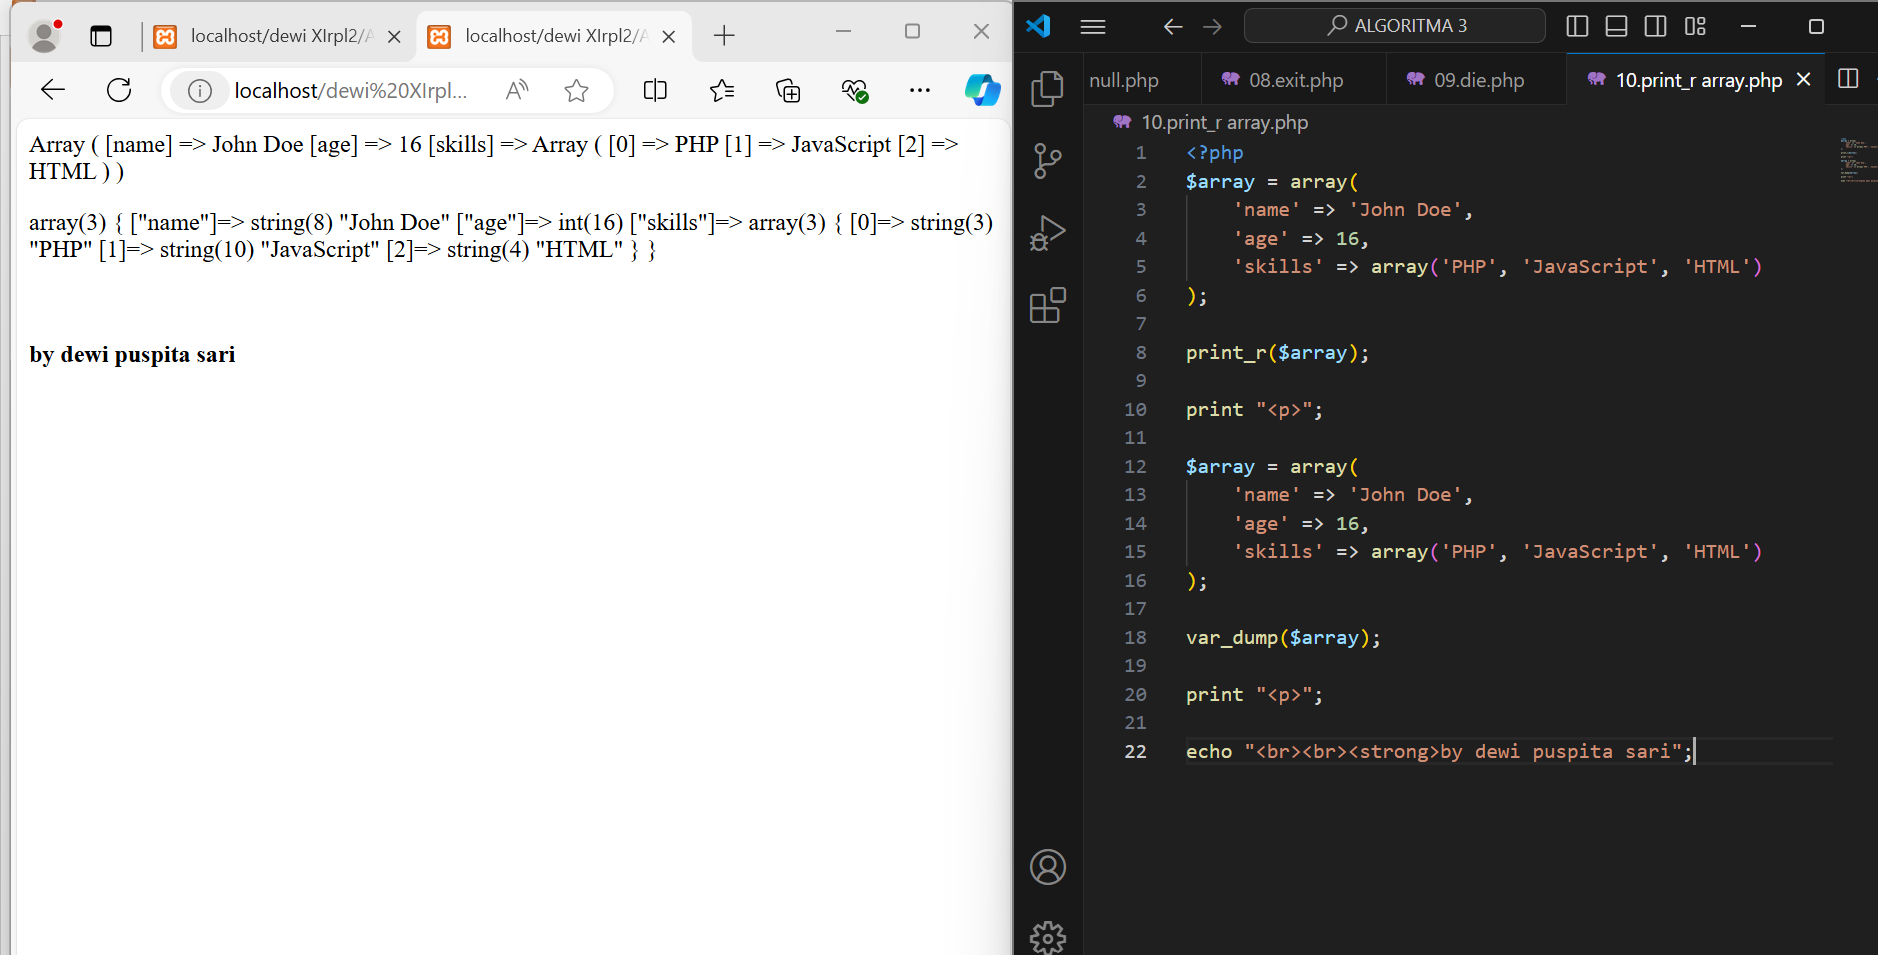 localhost/dewi XIrpl2/A
localhost/dewi XIrpl2/A
localhost/dewi%20XIrpl...
Array ( [name] => John Doe [age] => 16 [skills] => Array ( [0] => PHP [1] => JavaScript [2] =>
HTML ) )
array(3) { ["name"]=> string(8) "John Doe" ["age"]=> int(16) ["skills"]=> array(3) { [0]=> string(3)
"PHP" [1]=> string(10) "JavaScript" [2]=> string(4) "HTML" } }
by dewi puspita sari
ALGORITMA 3
null.php
08.exit.php
09.die.php
10.print_r array.php
10.print_r array.php
1 <?php
2 $array = array(
3 'name' => 'John Doe',
4 'age' => 16,
5 'skills' => array('PHP', 'JavaScript', 'HTML')
6 );
7
8 print_r($array);
9
10 print "<p>";
11
12 $array = array(
13 'name' => 'John Doe',
14 'age' => 16,
15 'skills' => array('PHP', 'JavaScript', 'HTML')
16 );
17
18 var_dump($array);
19
20 print "<p>";
21
22 echo "<br><br><strong>by dewi puspita sari";